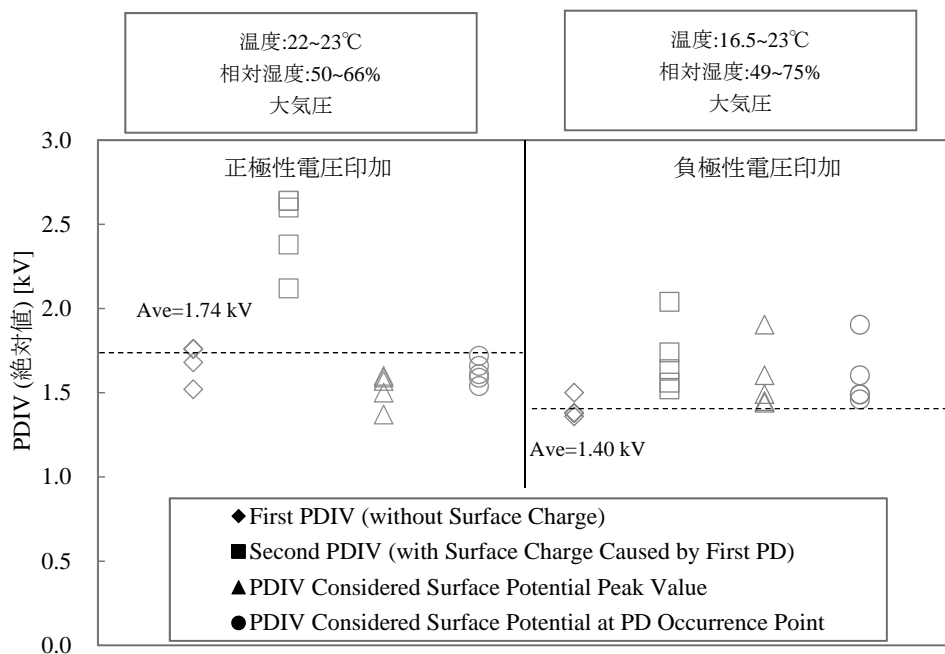 温度:22~23℃
相対湿度:50~66%
大気圧
温度:16.5~23℃
相対湿度:49~75%
大気圧
PDIV (絶対値) [kV]
3.0
2.5
2.0
1.5
1.0
0.5
0.0
正極性電圧印加
負極性電圧印加
Ave=1.74 kV
Ave=1.40 kV
First PDIV (without Surface Charge)
Second PDIV (with Surface Charge Caused by First PD)
PDIV Considered Surface Potential Peak Value
PDIV Considered Surface Potential at PD Occurrence Point